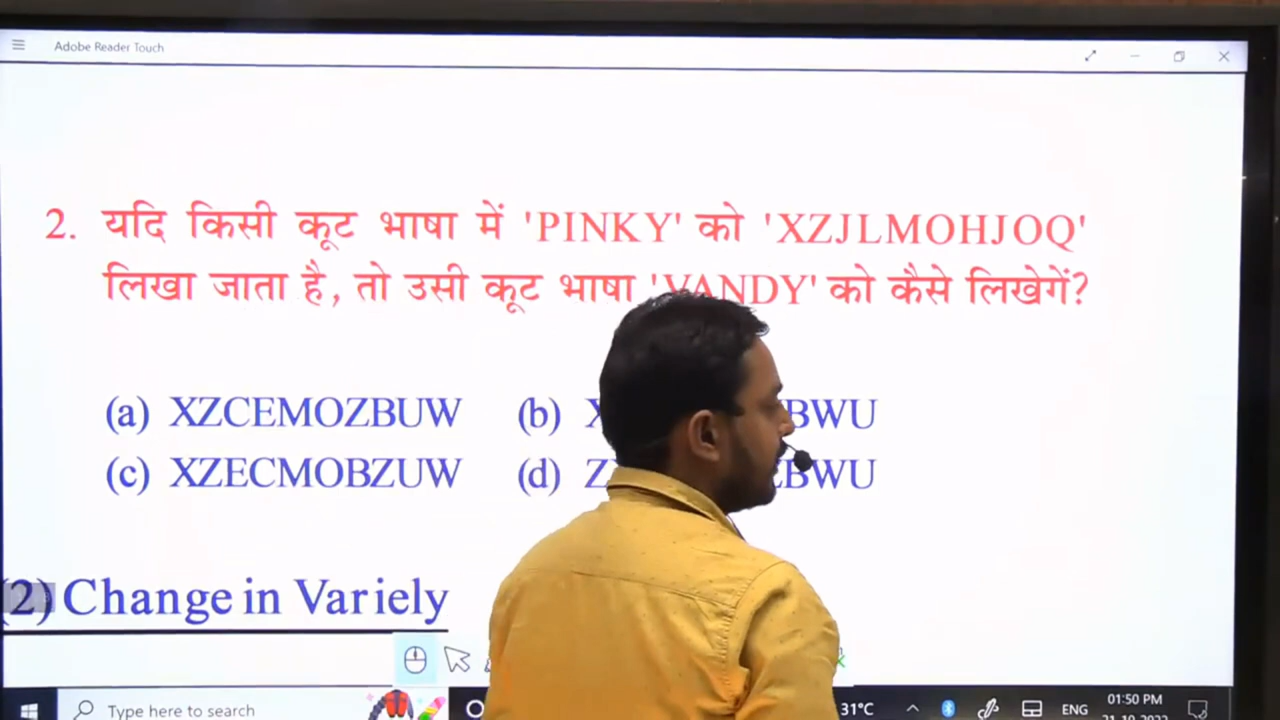 Adobe Reader Touch
2. यदि किसी कूट भाषा में 'PINKY' को 'XZJLMOHJOQ'
लिखा जाता है, तो उसी कूट भाषा 'VANDY' को कैसे लिखेगें?
(a) XZCEMOZBUW (b) BWU
(c) XZECMOBZUW (d) BWU
(2) Change in Variely
Type here to search 31°C ENG 01:50 PM